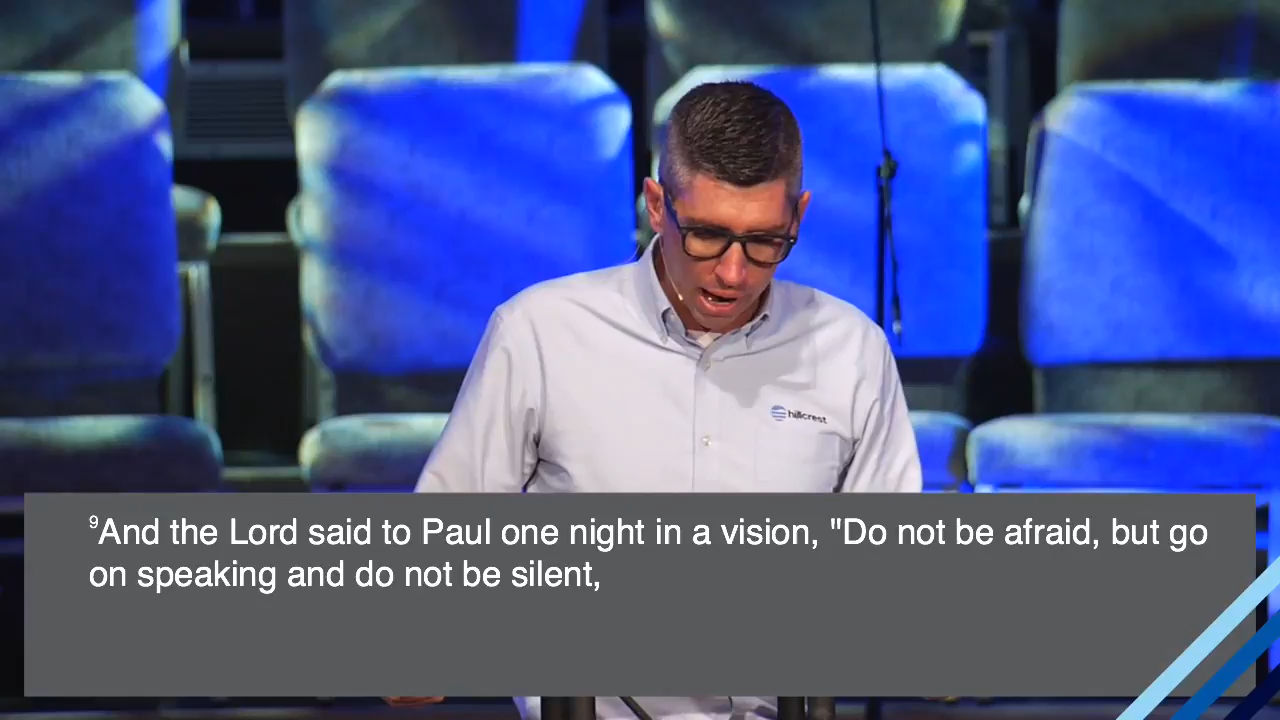 hillcrest
⁹And the Lord said to Paul one night in a vision, "Do not be afraid, but go
on speaking and do not be silent,